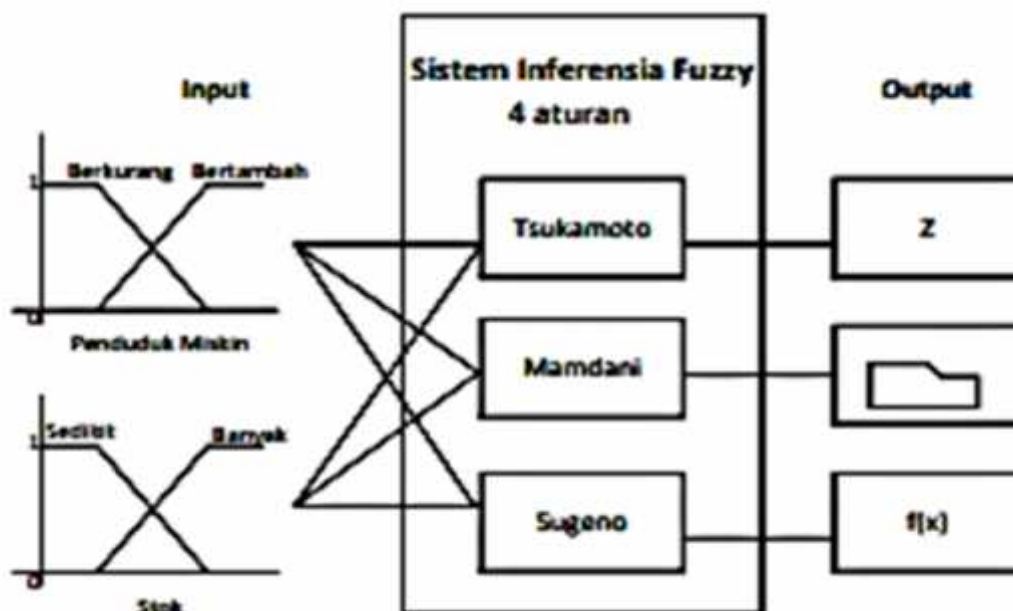 Input
Sistem Inferensia Fuzzy
4 aturan
Output
1
Berkurang
Bertambah
0
Penduduk Miskin
Tsukamoto
Z
Mamdani
1
Sedikit
Banyak
0
Stok
Sugeno
f(x)